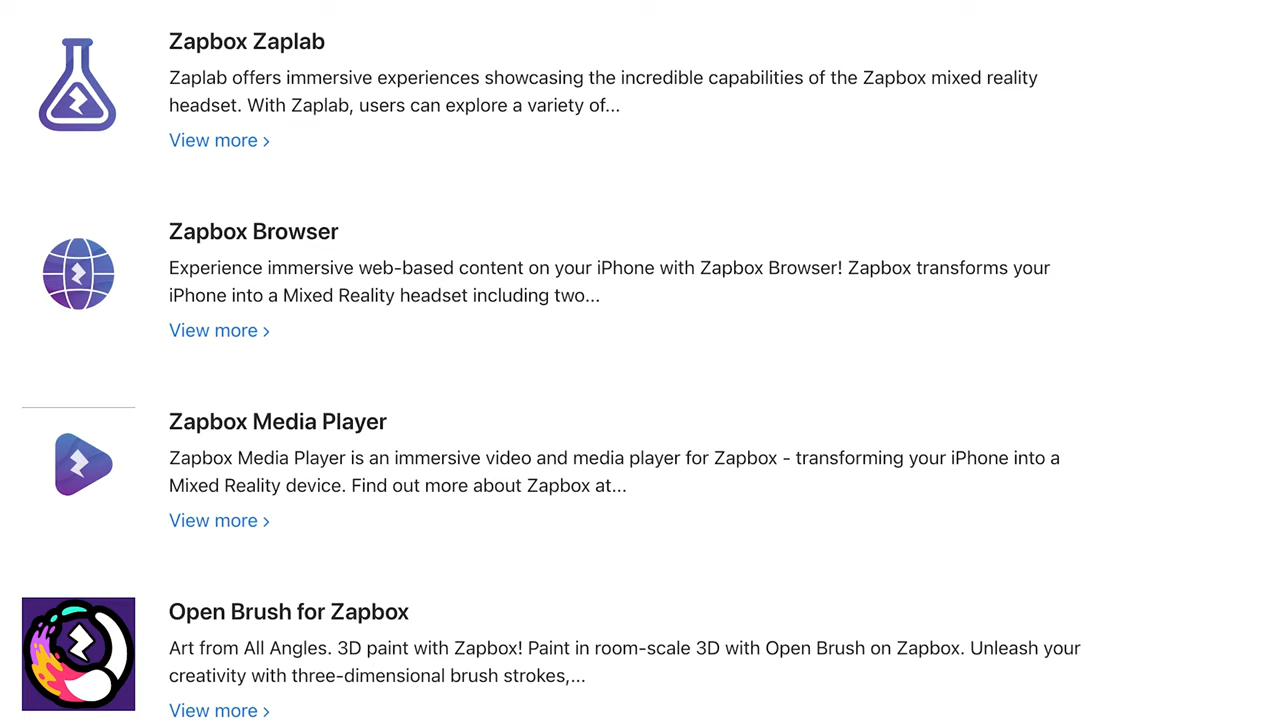 Zapbox Zaplab
Zaplab offers immersive experiences showcasing the incredible capabilities of the Zapbox mixed reality
headset. With Zaplab, users can explore a variety of...
View more ›
Zapbox Browser
Experience immersive web-based content on your iPhone with Zapbox Browser! Zapbox transforms your
iPhone into a Mixed Reality headset including two...
View more ›
Zapbox Media Player
Zapbox Media Player is an immersive video and media player for Zapbox - transforming your iPhone into a
Mixed Reality device. Find out more about Zapbox at...
View more ›
Open Brush for Zapbox
Art from All Angles. 3D paint with Zapbox! Paint in room-scale 3D with Open Brush on Zapbox. Unleash your
creativity with three-dimensional brush strokes,...
View more ›